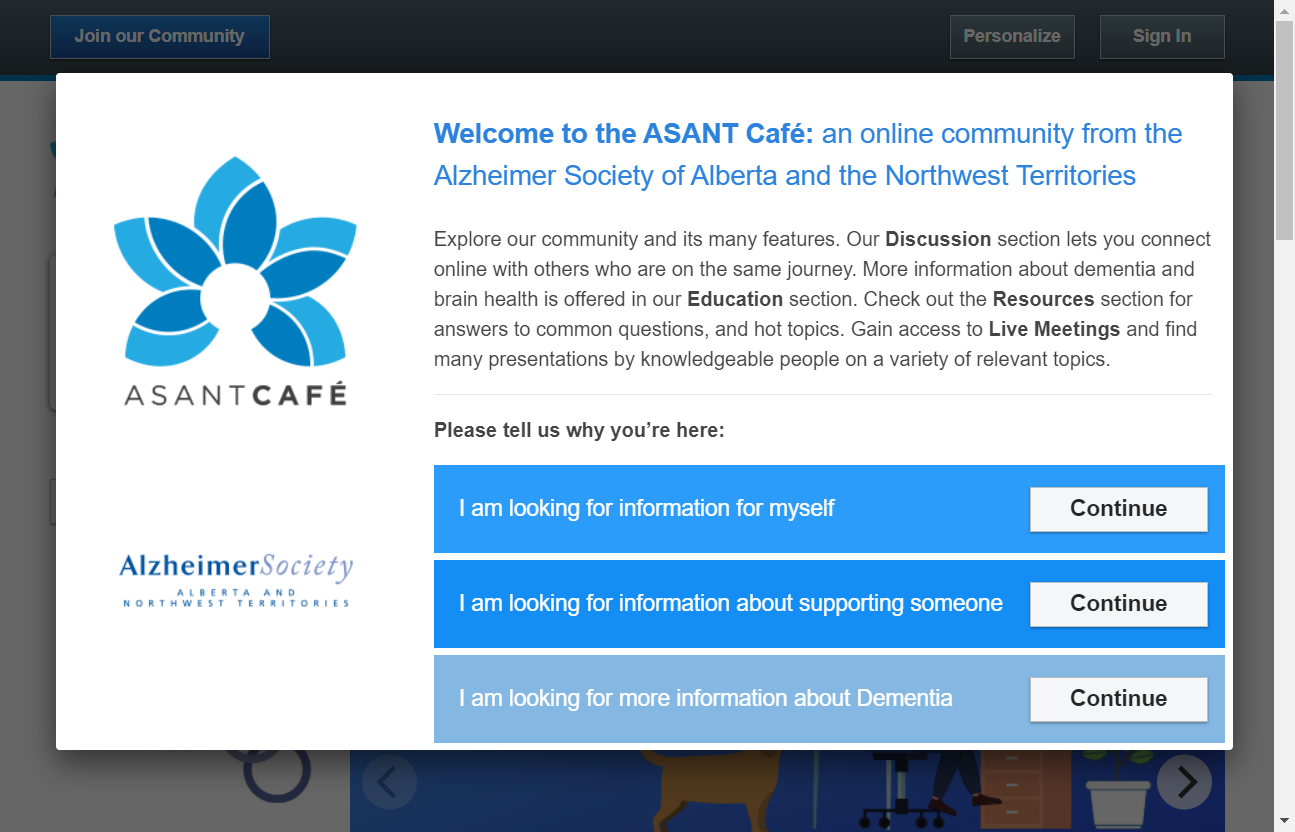 Join our Community
Personalize
Sign In
Welcome to the ASANT Café: an online community from the
Alzheimer Society of Alberta and the Northwest Territories
Explore our community and its many features. Our Discussion section lets you connect
online with others who are on the same journey. More information about dementia and
brain health is offered in our Education section. Check out the Resources section for
answers to common questions, and hot topics. Gain access to Live Meetings and find
many presentations by knowledgeable people on a variety of relevant topics.
ASANTCAFÉ
Please tell us why you’re here:
I am looking for information for myself
Continue
AlzheimerSociety
ALBERTA AND
NORTHWEST TERRITORIES
I am looking for information about supporting someone
Continue
I am looking for more information about Dementia
Continue